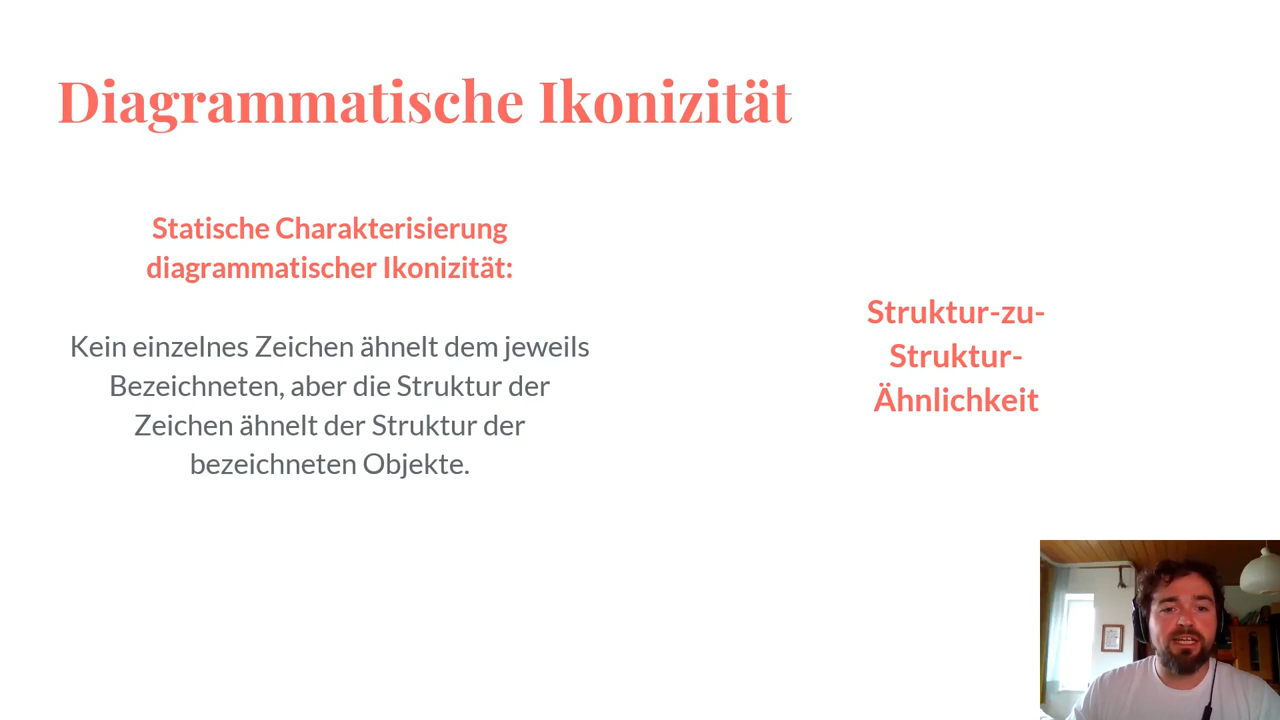 Diagrammatische Ikonizität
Statische Charakterisierung
diagrammatischer Ikonizität:
Kein einzelnes Zeichen ähnelt dem jeweils
Bezeichneten, aber die Struktur der
Zeichen ähnelt der Struktur der
bezeichneten Objekte.
Struktur-zu-
Struktur-
Ähnlichkeit